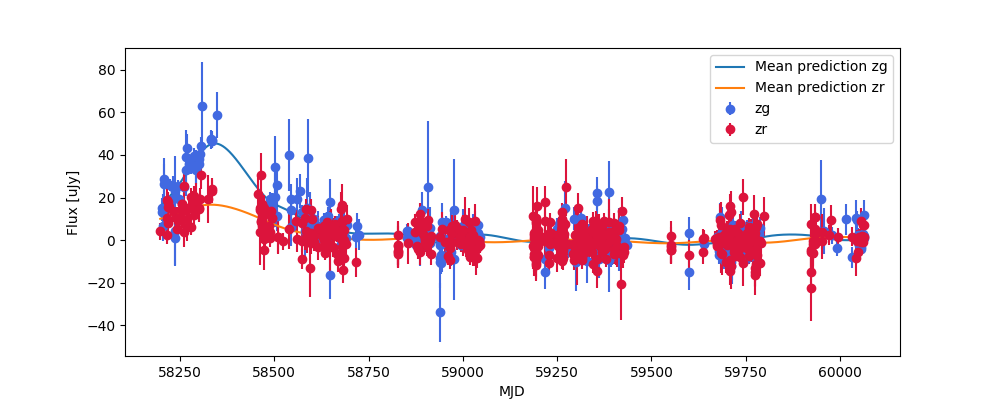 Mean prediction zg
Mean prediction zr
zg
zr
Flux [uJy]
80
60
40
20
0
−20
−40
58250
58500
58750
59000
59250
59500
59750
60000
MJD